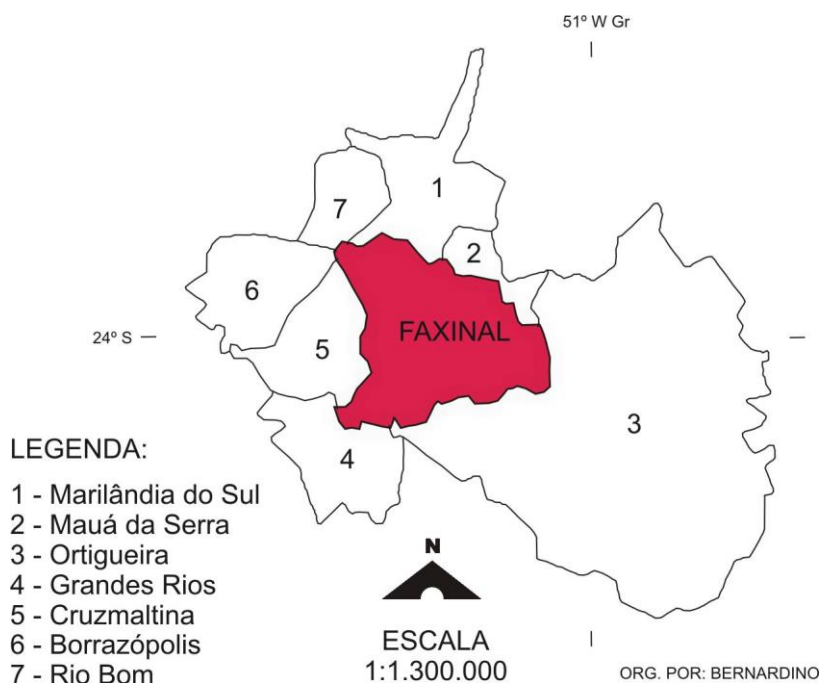 51º W Gr
1
7
2
6
FAXINAL
24º S
5
3
LEGENDA:
4
1 - Marilândia do Sul
2 - Mauá da Serra
3 - Ortigueira
4 - Grandes Rios
5 - Cruzmaltina
6 - Borrazópolis
7 - Rio Bom
N
ESCALA
1:1.300.000
ORG. POR: BERNARDINO